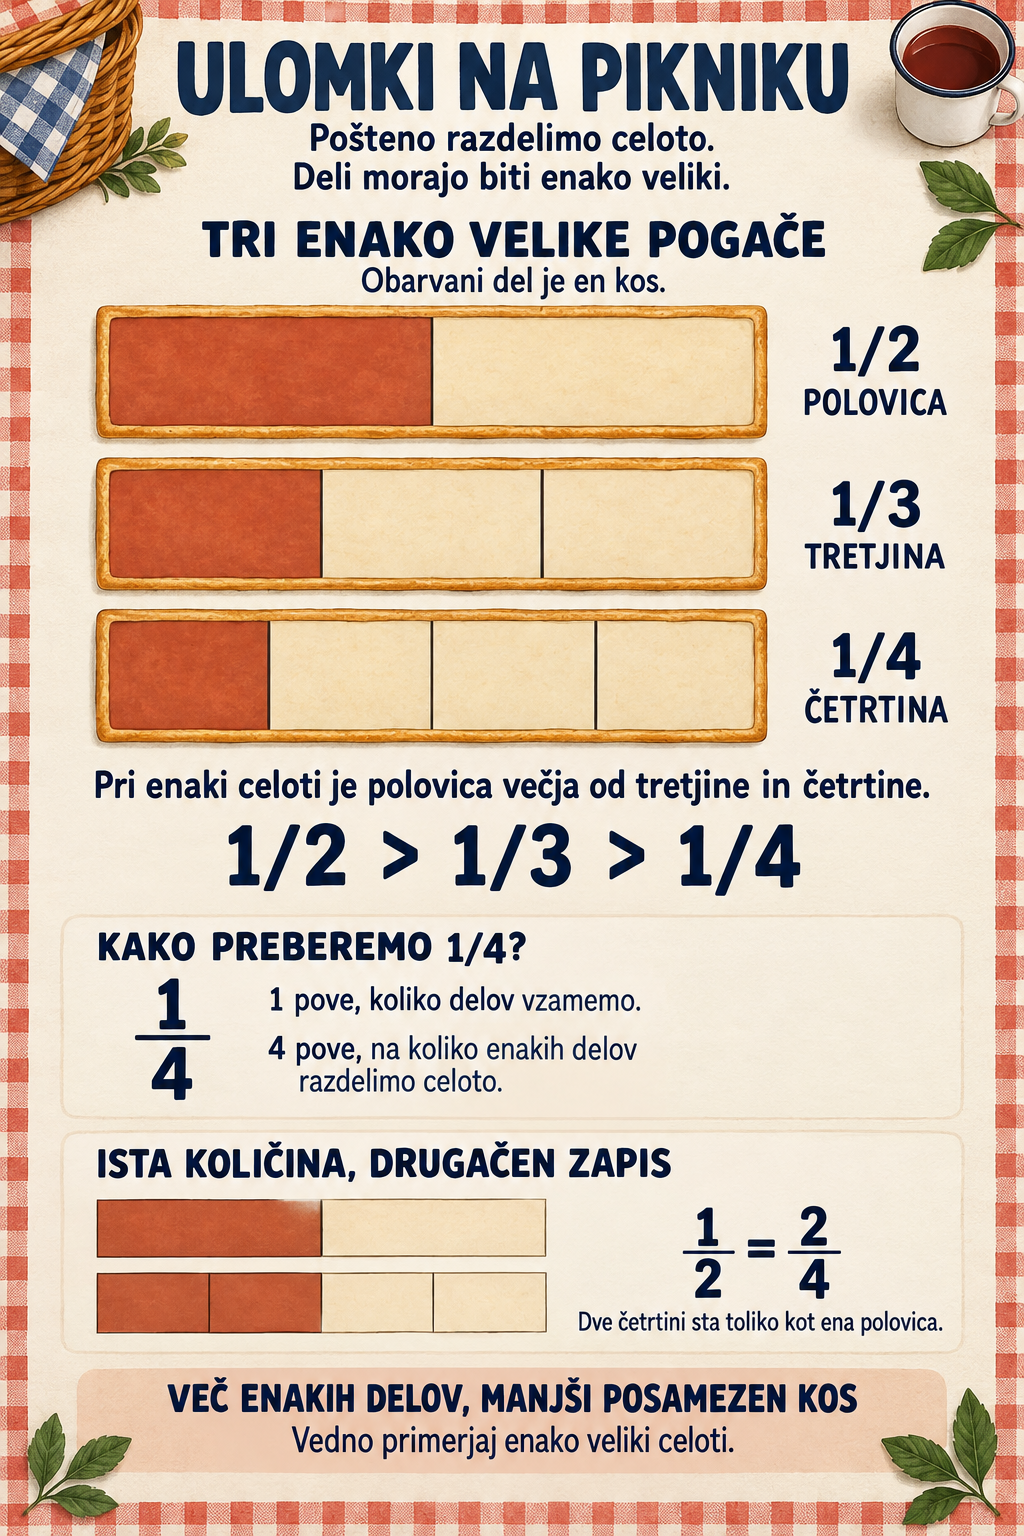 ULOMKI NA PIKNIKU
Pošteno razdelimo celoto.
Deli morajo biti enako veliki.
TRI ENAKO VELIKE POGAČE
Obarvani del je en kos.
1/2
POLOVICA
1/3
TRETJINA
1/4
ČETRTINA
Pri enaki celoti je polovica večja od tretjine in četrtine.
1/2 > 1/3 > 1/4
KAKO PREBEREMO 1/4?
1
4
1 pove, koliko delov vzamemo.
4 pove, na koliko enakih delov
razdelimo celoto.
ISTA KOLIČINA, DRUGAČEN ZAPIS
1/2 = 2/4
Dve četrtini sta toliko kot ena polovica.
VEČ ENAKIH DELOV, MANJŠI POSAMEZEN KOS
Vedno primerjaj enako veliki celoti.